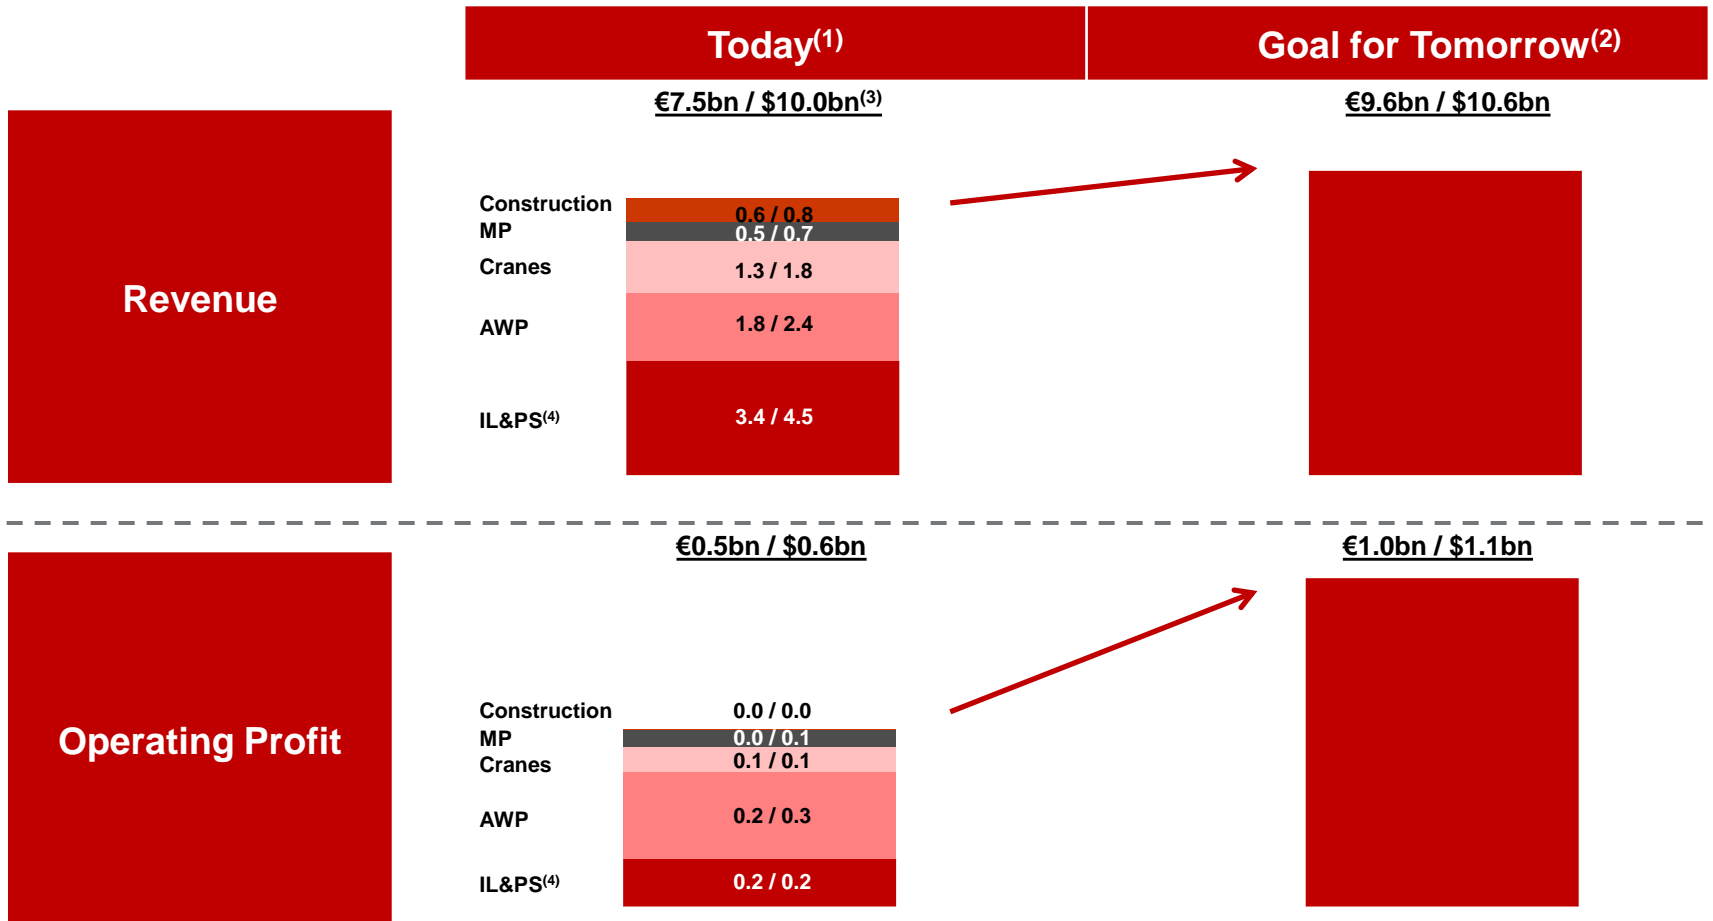 Today(1)
Goal for Tomorrow(2)
€7.5bn / $10.0bn(3)
€9.6bn / $10.6bn
Revenue
Construction
0.6 / 0.8
MP
0.5 / 0.7
Cranes
1.3 / 1.8
AWP
1.8 / 2.4
IL&PS(4)
3.4 / 4.5
€0.5bn / $0.6bn
€1.0bn / $1.1bn
Operating Profit
Construction
0.0 / 0.0
MP
0.0 / 0.1
Cranes
0.1 / 0.1
AWP
0.2 / 0.3
IL&PS(4)
0.2 / 0.2